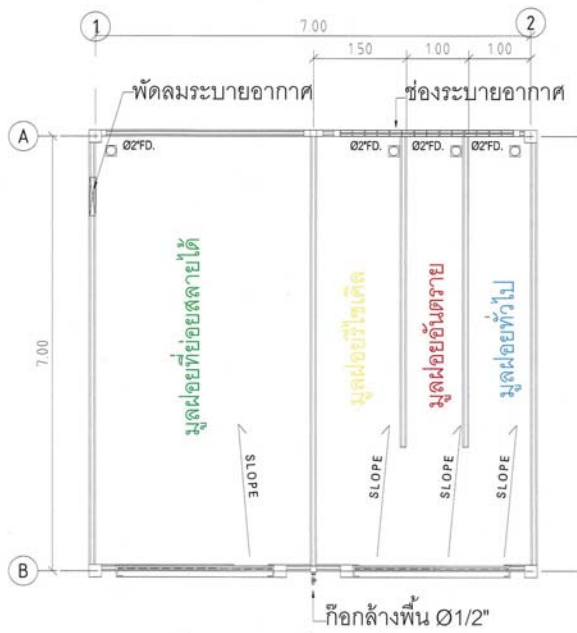 1
7.00
2
1.50
1.00
1.00
พัดลมระบายอากาศ
ช่องระบายอากาศ
A
Ø2"FD.
Ø2"FD.
Ø2"FD.
Ø2"FD.
7.00
มูลฝอยที่ย่อยสลายได้
มูลฝอยรีไซเคิล
มูลฝอยอันตราย
มูลฝอยทั่วไป
SLOPE
SLOPE
SLOPE
SLOPE
B
ก๊อกล้างพื้น Ø1/2"